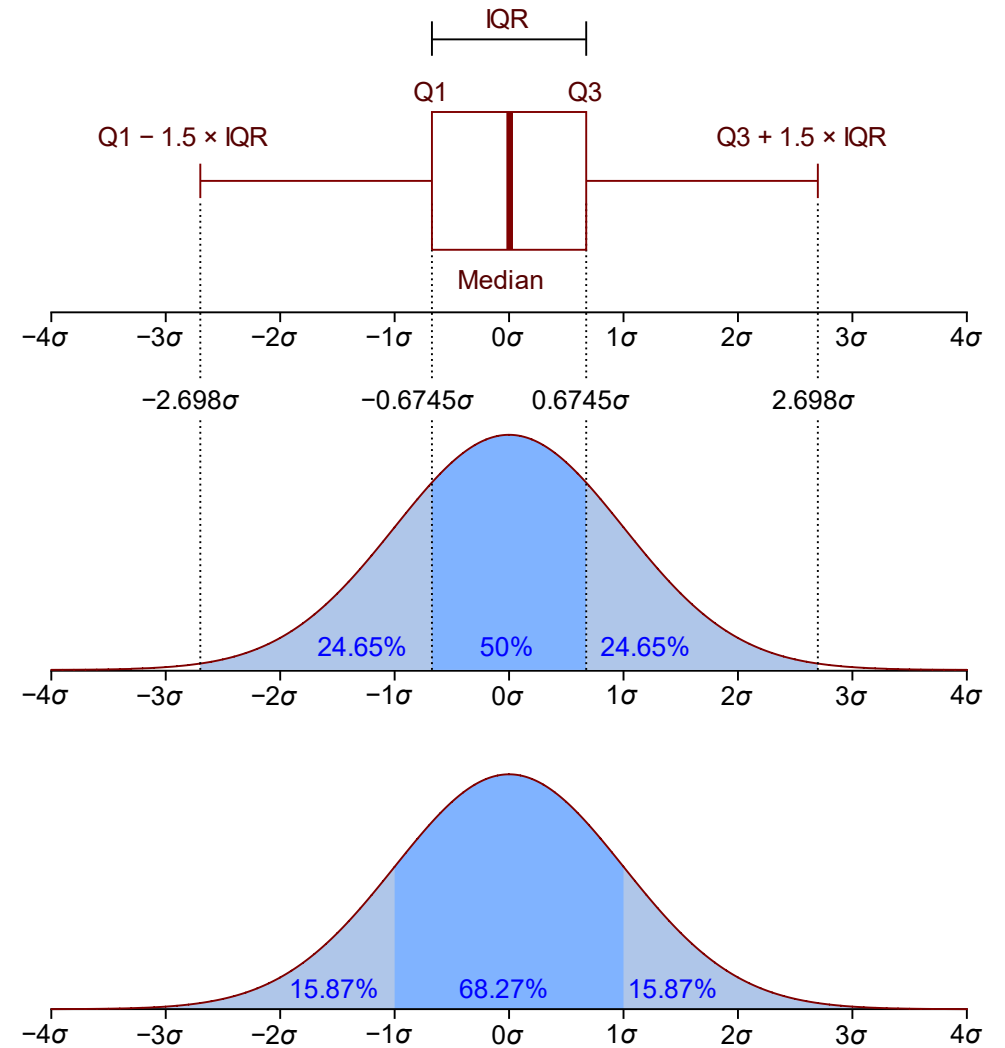 IQR
Q1 Q3
Q1 − 1.5 × IQR Q3 + 1.5 × IQR
Median
−4σ −3σ −2σ −1σ 0σ 1σ 2σ 3σ 4σ
−2.698σ −0.6745σ 0.6745σ 2.698σ
24.65% 50% 24.65%
−4σ −3σ −2σ −1σ 0σ 1σ 2σ 3σ 4σ
15.87% 68.27% 15.87%
−4σ −3σ −2σ −1σ 0σ 1σ 2σ 3σ 4σ